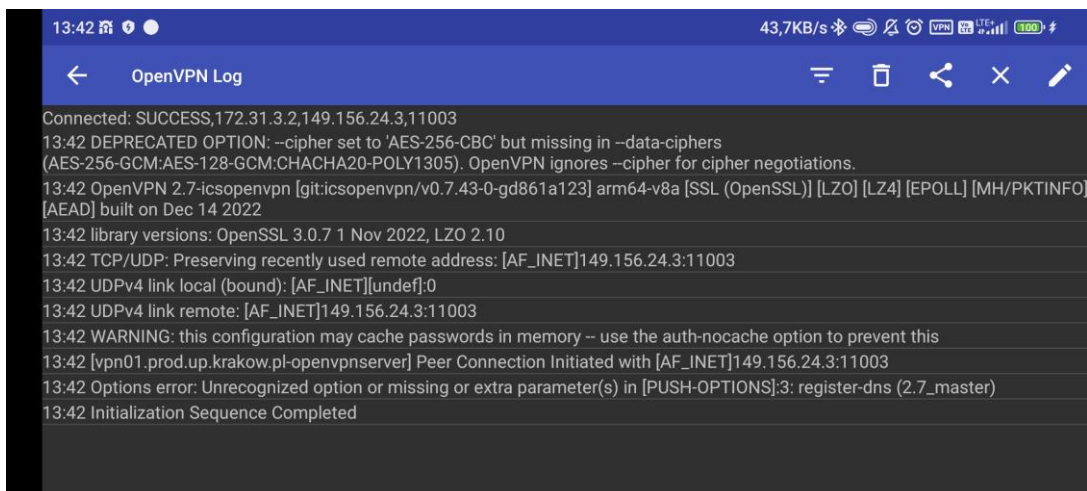 13:42
43,7KB/s VPN Vo LTE LTE+ 100
OpenVPN Log
Connected: SUCCESS,172.31.3.2,149.156.24.3,11003
13:42 DEPRECATED OPTION: --cipher set to 'AES-256-CBC' but missing in --data-ciphers
(AES-256-GCM:AES-128-GCM:CHACHA20-POLY1305). OpenVPN ignores --cipher for cipher negotiations.
13:42 OpenVPN 2.7-icsopenvpn [git:icsopenvpn/v0.7.43-0-gd861a123] arm64-v8a [SSL (OpenSSL)] [LZO] [LZ4] [EPOLL] [MH/PKTINFO]
[AEAD] built on Dec 14 2022
13:42 library versions: OpenSSL 3.0.7 1 Nov 2022, LZO 2.10
13:42 TCP/UDP: Preserving recently used remote address: [AF_INET]149.156.24.3:11003
13:42 UDPv4 link local (bound): [AF_INET][undef]:0
13:42 UDPv4 link remote: [AF_INET]149.156.24.3:11003
13:42 WARNING: this configuration may cache passwords in memory -- use the auth-nocache option to prevent this
13:42 [vpn01.prod.up.krakow.pl-openvpnserver] Peer Connection Initiated with [AF_INET]149.156.24.3:11003
13:42 Options error: Unrecognized option or missing or extra parameter(s) in [PUSH-OPTIONS]:3: register-dns (2.7_master)
13:42 Initialization Sequence Completed